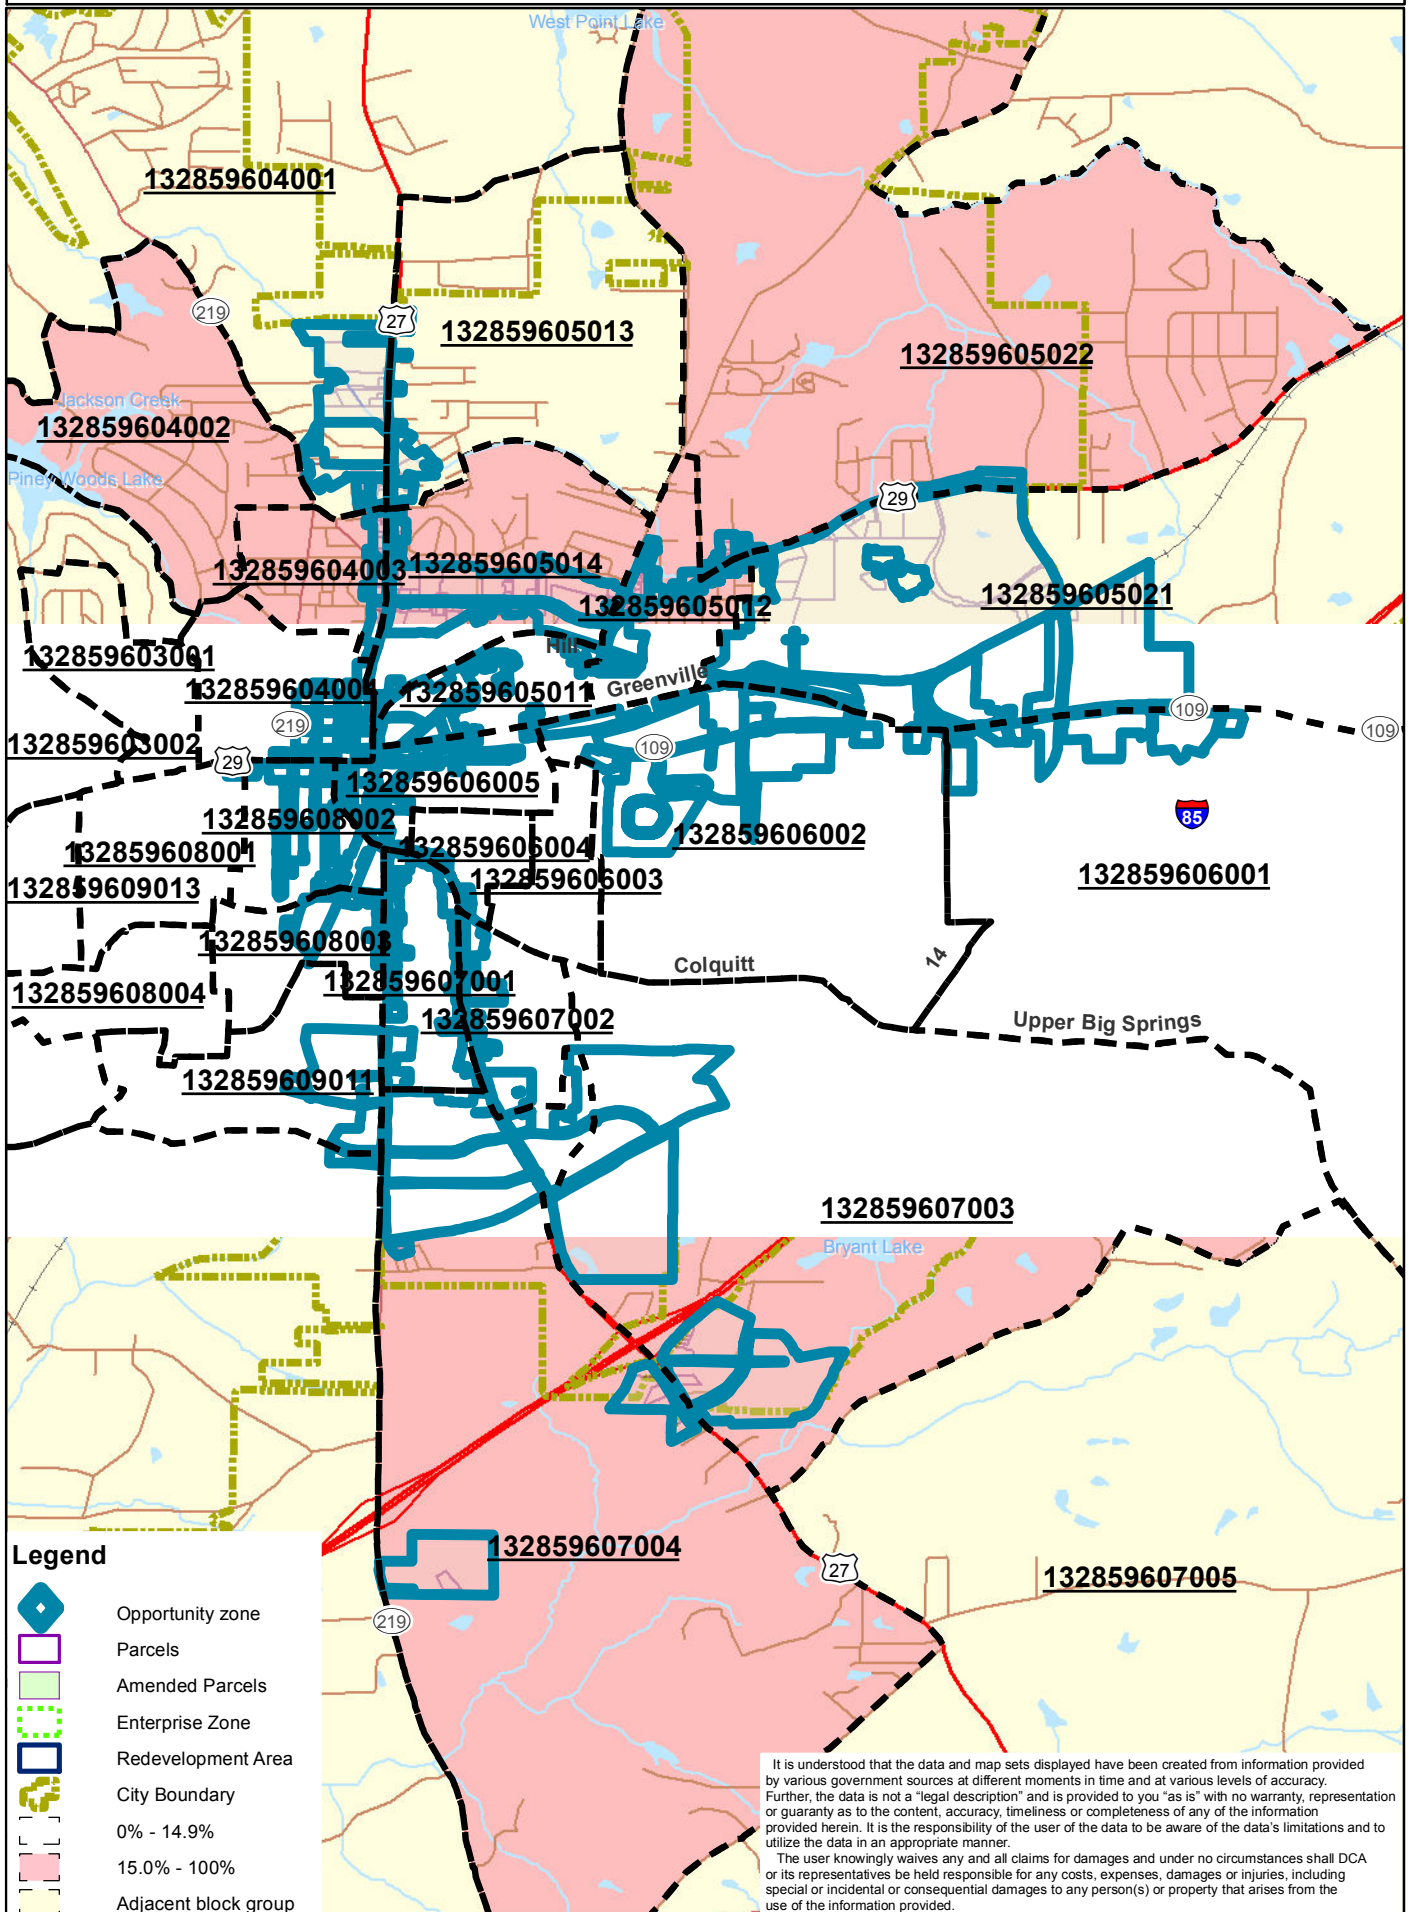 West Point Lake
132859604001
219
27
132859605013
132859605022
Jackson Creek
132859604002
Piney Woods Lake
29
132859604003
132859605014
132859605012
132859605021
132859603001
Hill
132859604004
132859605011
Greenville
219
109
109
132859603002
29
109
132859606005
85
132859608002
132859606002
132859608001
132859606004
132859609013
132859606003
132859606001
132859608003
Colquitt
14
132859608004
132859607001
132859607002
Upper Big Springs
132859609011
132859607003
Bryant Lake
132859607004
27
132859607005
219
Legend
Opportunity zone
Parcels
Amended Parcels
Enterprise Zone
Redevelopment Area
City Boundary
0% - 14.9%
15.0% - 100%
Adjacent block group
It is understood that the data and map sets displayed have been created from information provided
by various government sources at different moments in time and at various levels of accuracy.
Further, the data is not a “legal description” and is provided to you “as is” with no warranty, representation
or guaranty as to the content, accuracy, timeliness or completeness of any of the information
provided herein. It is the responsibility of the user of the data to be aware of the data’s limitations and to
utilize the data in an appropriate manner.
The user knowingly waives any and all claims for damages and under no circumstances shall DCA
or its representatives be held responsible for any costs, expenses, damages or injuries, including
special or incidental or consequential damages to any person(s) or property that arises from the
use of the information provided.